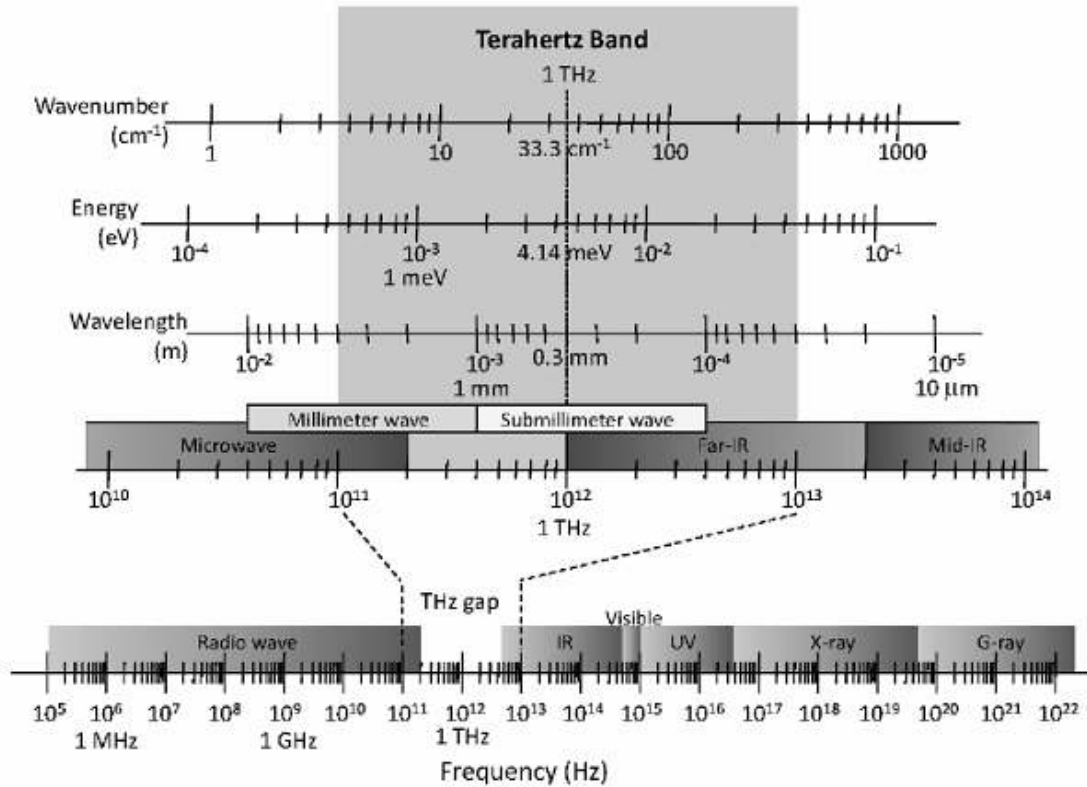 Terahertz Band
1 THz
Wavenumber
(cm⁻¹)
1 10 33.3 cm⁻¹ 100 1000
Energy
(eV)
10⁻⁴ 10⁻³ 4.14 meV 10⁻² 10⁻¹
1 meV
Wavelength
(m)
10⁻² 10⁻³ 0.3 mm 10⁻⁴ 10⁻⁵
1 mm 10 μm
Millimeter wave Submillimeter wave
Microwave Far-IR Mid-IR
10¹⁰ 10¹¹ 10¹² 10¹³ 10¹⁴
1 THz
THz gap
Visible
Radio wave IR UV X-ray G-ray
10⁵ 10⁶ 10⁷ 10⁸ 10⁹ 10¹⁰ 10¹¹ 10¹² 10¹³ 10¹⁴ 10¹⁵ 10¹⁶ 10¹⁷ 10¹⁸ 10¹⁹ 10²⁰ 10²¹ 10²²
1 MHz 1 GHz 1 THz
Frequency (Hz)